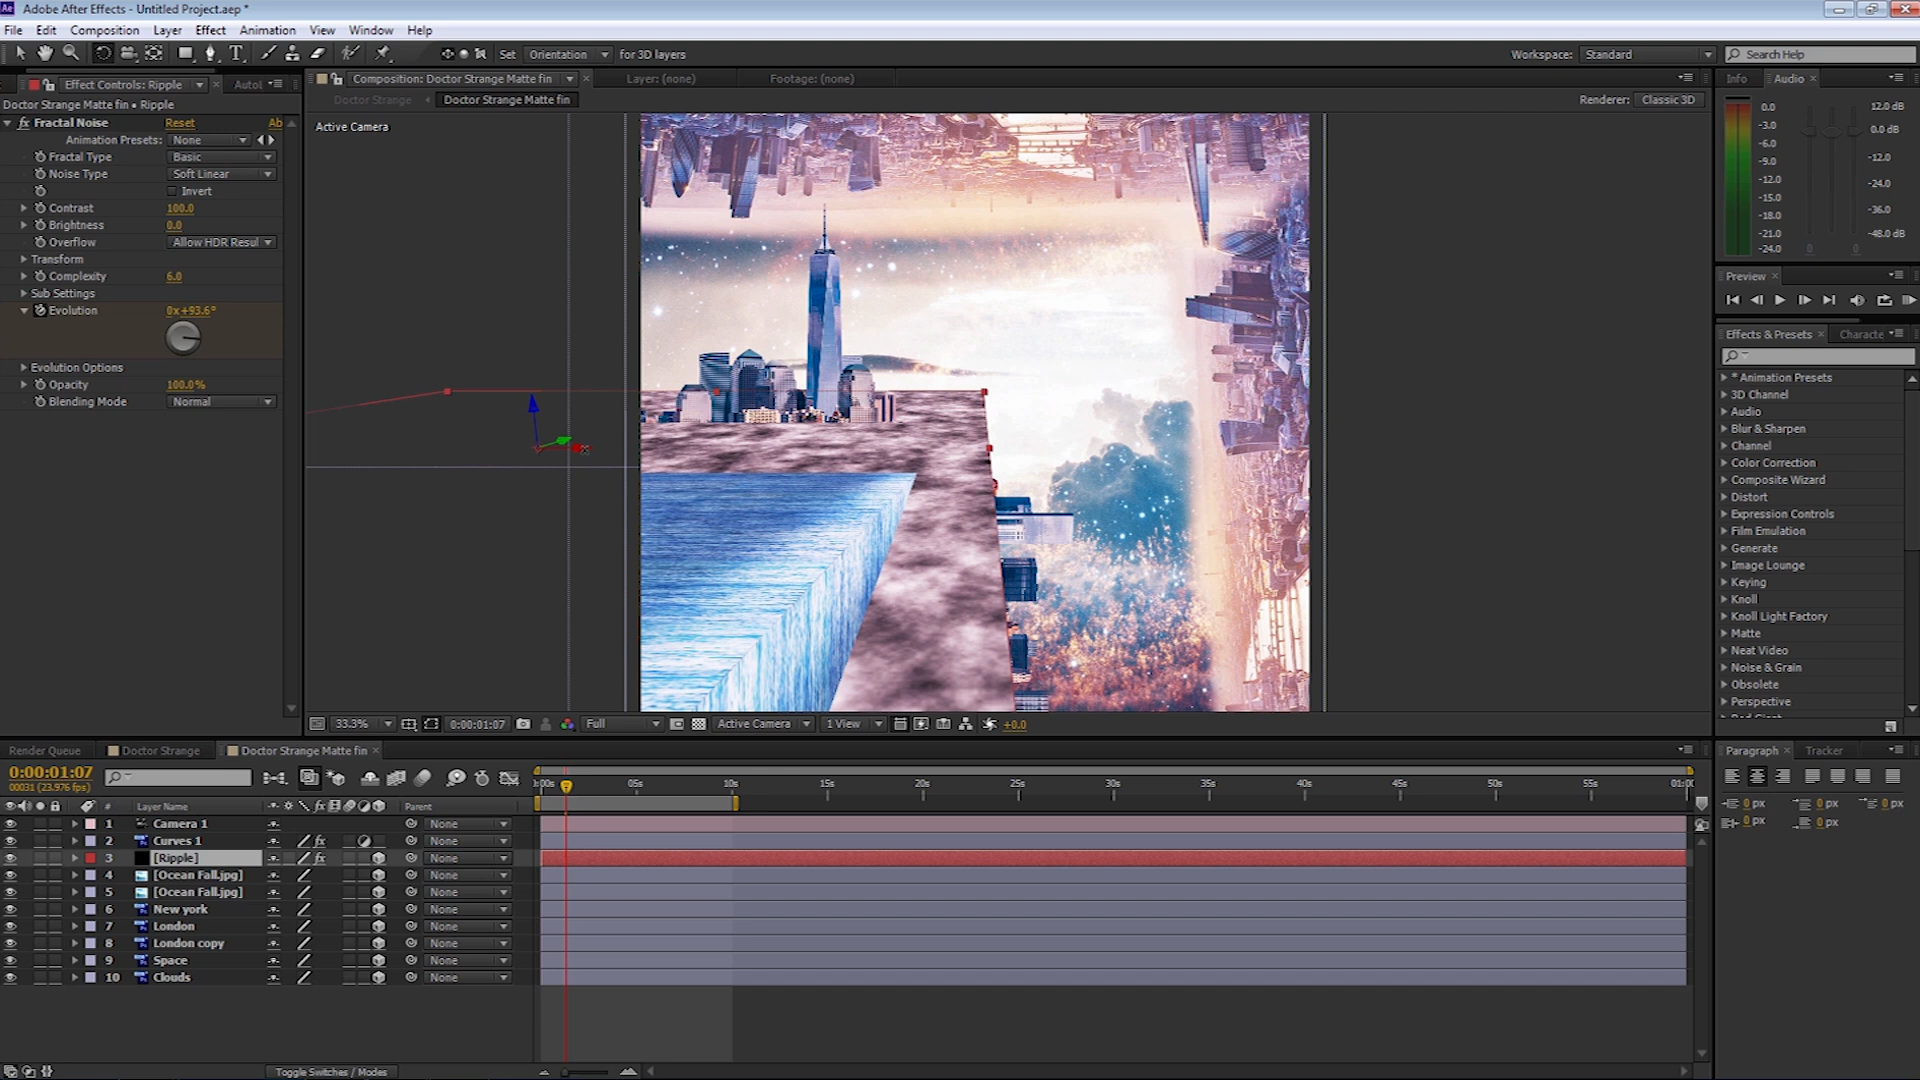 Adobe After Effects - Untitled Project.aep *
File Edit Composition Layer Effect Animation View Window Help
Set Orientation for 3D layers
Workspace: Standard
Search Help
Effect Controls: Ripple
Autol
Doctor Strange Matte fin • Ripple
fx Fractal Noise Reset Ab
Animation Presets: None
Fractal Type Basic
Noise Type Soft Linear
Invert
Contrast 100.0
Brightness 0.0
Overflow Allow HDR Resul
Transform
Complexity 6.0
Sub Settings
Evolution 0x+93.6°
Evolution Options
Opacity 100.0%
Blending Mode Normal
Composition: Doctor Strange Matte fin
Layer: (none)
Footage: (none)
Doctor Strange
Doctor Strange Matte fin
Renderer: Classic 3D
Active Camera
33.3% 0:00:01:07 Full Active Camera 1 View +0.0
Info Audio
0.0
-3.0
-6.0
-9.0
-12.0
-15.0
-18.0
-21.0
-24.0
12.0 dB
0.0 dB
-12.0
-24.0
-36.0
-48.0 dB
0 0
Preview
Effects & Presets Characte
* Animation Presets
3D Channel
Audio
Blur & Sharpen
Channel
Color Correction
Composite Wizard
Distort
Expression Controls
Film Emulation
Generate
Image Lounge
Keying
Knoll
Knoll Light Factory
Matte
Neat Video
Noise & Grain
Obsolete
Perspective
Render Queue
Doctor Strange
Doctor Strange Matte fin
0:00:01:07
00031 (23.976 fps)
# Layer Name fx Parent
1 Camera 1 None
2 Curves 1 fx None
3 [Ripple] fx None
4 [Ocean Fall.jpg] None
5 [Ocean Fall.jpg] None
6 New york None
7 London None
8 London copy None
9 Space None
10 Clouds None
):00s 05s 10s 15s 20s 25s 30s 35s 40s 45s 50s 55s 01:0
Toggle Switches / Modes
Paragraph Tracker
0 px 0 px 0 px
0 px 0 px